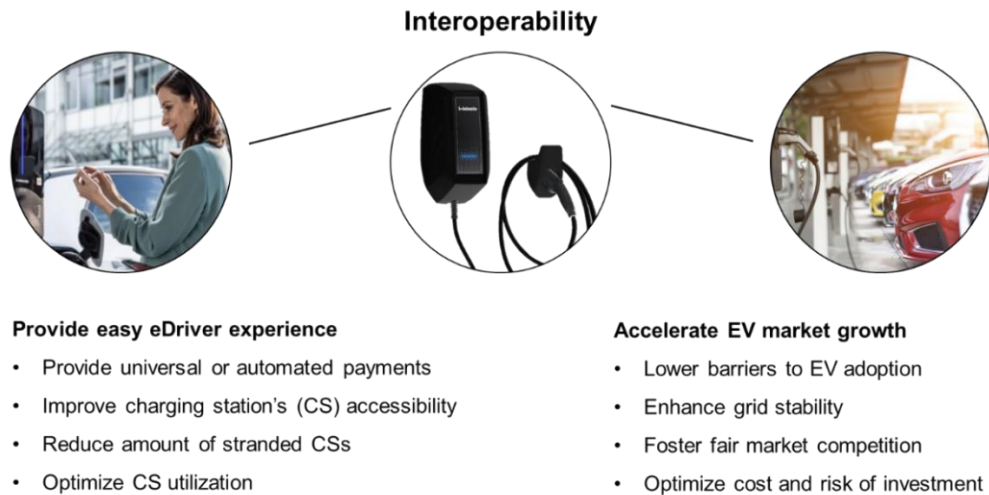 Interoperability
Provide easy eDriver experience
• Provide universal or automated payments
• Improve charging station's (CS) accessibility
• Reduce amount of stranded CSs
• Optimize CS utilization
Accelerate EV market growth
• Lower barriers to EV adoption
• Enhance grid stability
• Foster fair market competition
• Optimize cost and risk of investment